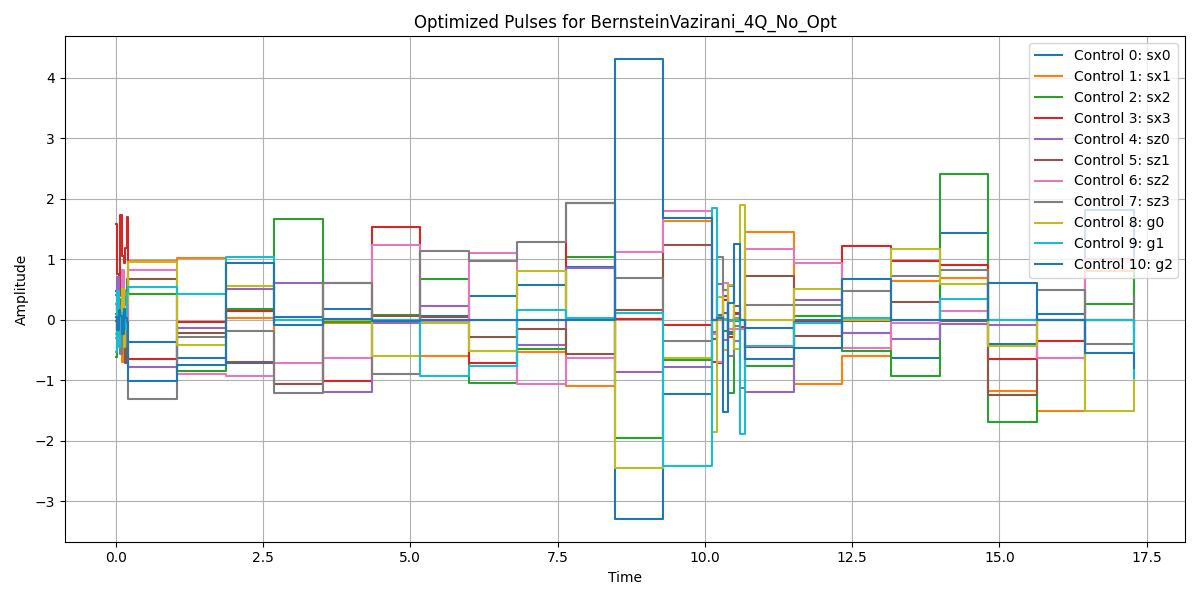 Optimized Pulses for BernsteinVazirani_4Q_No_Opt
Amplitude
4
3
2
1
0
−1
−2
−3
0.0
2.5
5.0
7.5
10.0
12.5
15.0
17.5
Time
Control 0: sx0
Control 1: sx1
Control 2: sx2
Control 3: sx3
Control 4: sz0
Control 5: sz1
Control 6: sz2
Control 7: sz3
Control 8: g0
Control 9: g1
Control 10: g2